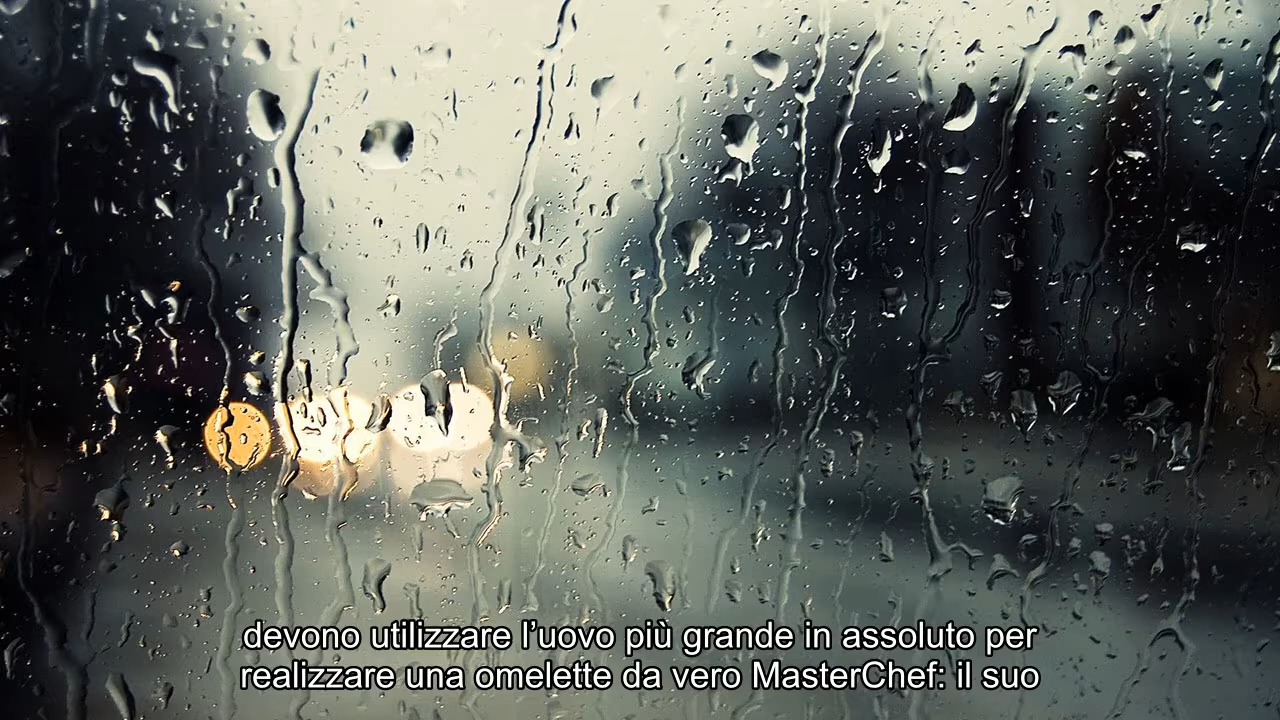 devono utilizzare l’uovo più grande in assoluto per
realizzare una omelette da vero MasterChef: il suo